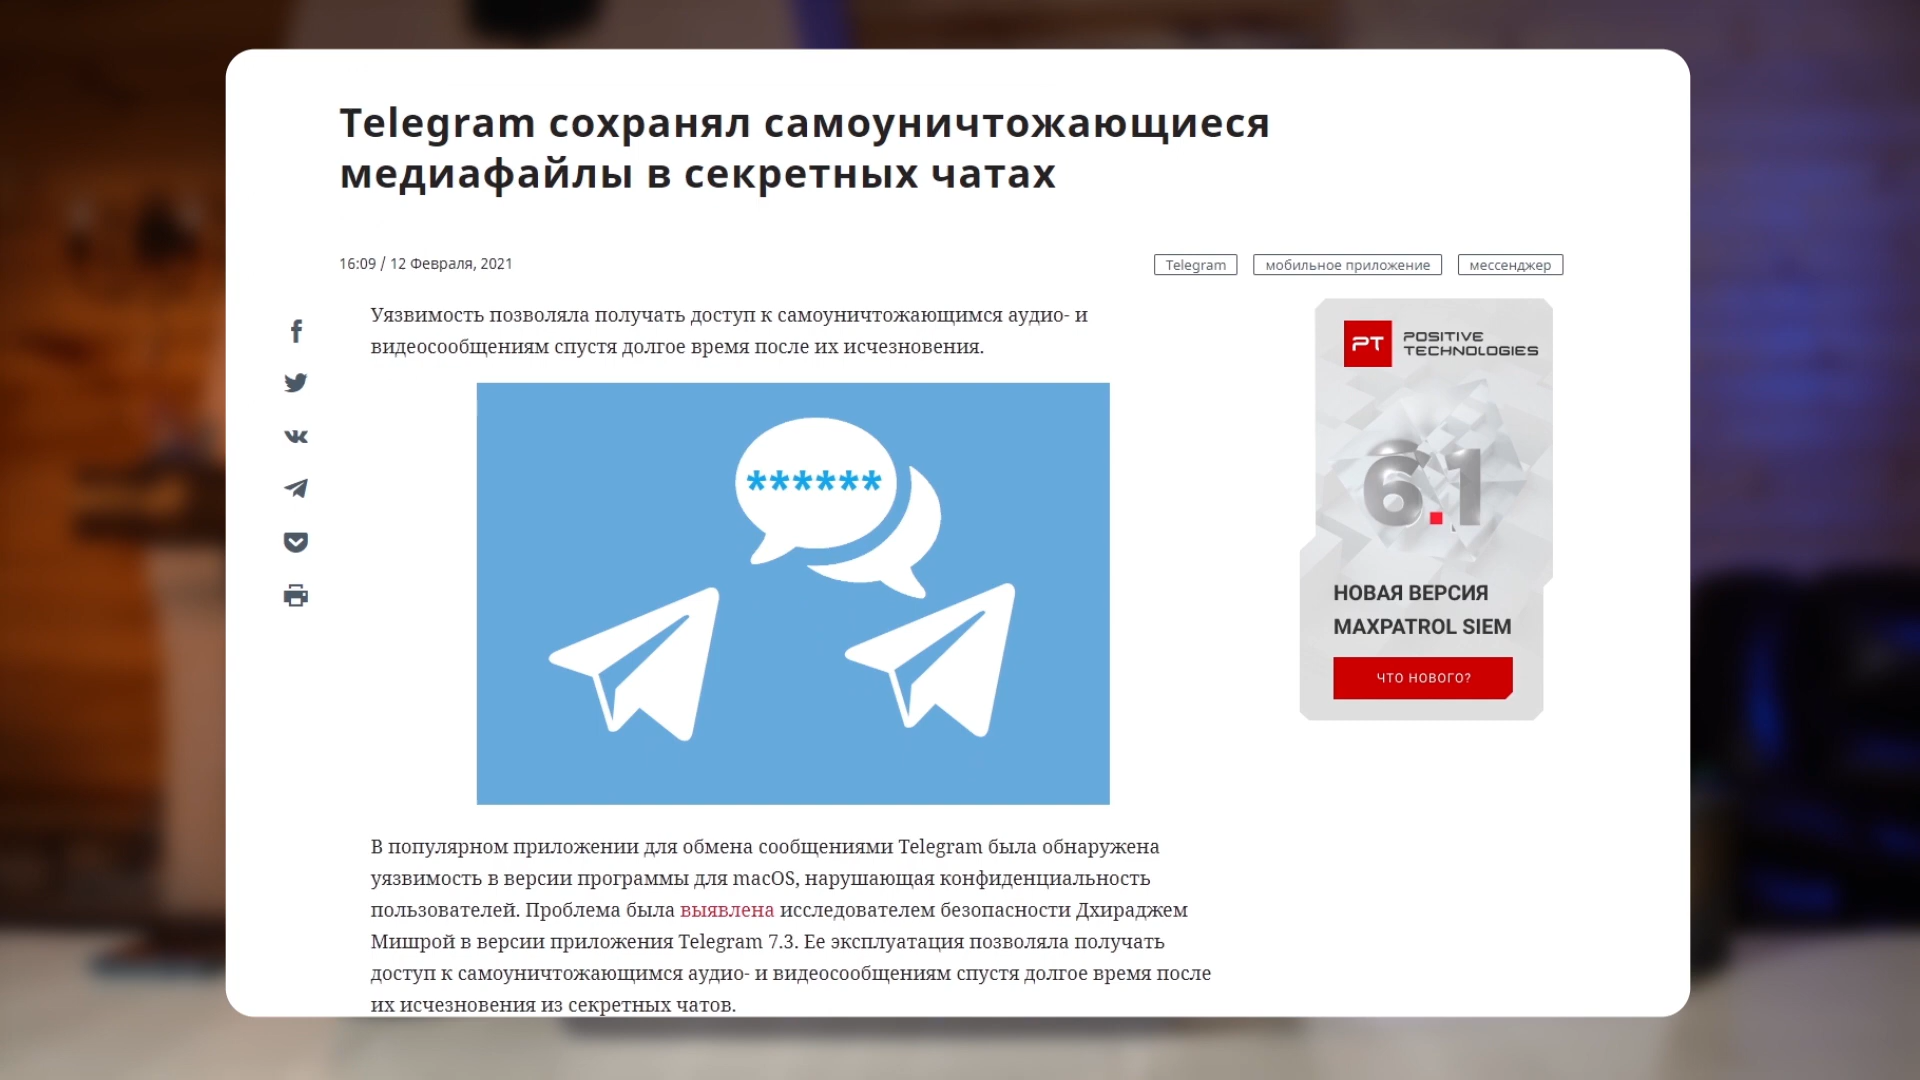 Telegram сохранял самоуничтожающиеся
медиафайлы в секретных чатах
16:09 / 12 Февраля, 2021
Telegram
мобильное приложение
мессенджер
Уязвимость позволяла получать доступ к самоуничтожающимся аудио- и
видеосообщениям спустя долгое время после их исчезновения.
******
PT POSITIVE
TECHNOLOGIES
6.1
НОВАЯ ВЕРСИЯ
MAXPATROL SIEM
ЧТО НОВОГО?
В популярном приложении для обмена сообщениями Telegram была обнаружена
уязвимость в версии программы для macOS, нарушающая конфиденциальность
пользователей. Проблема была выявлена исследователем безопасности Дхираджем
Мишрой в версии приложения Telegram 7.3. Ее эксплуатация позволяла получать
доступ к самоуничтожающимся аудио- и видеосообщениям спустя долгое время после
их исчезновения из секретных чатов.